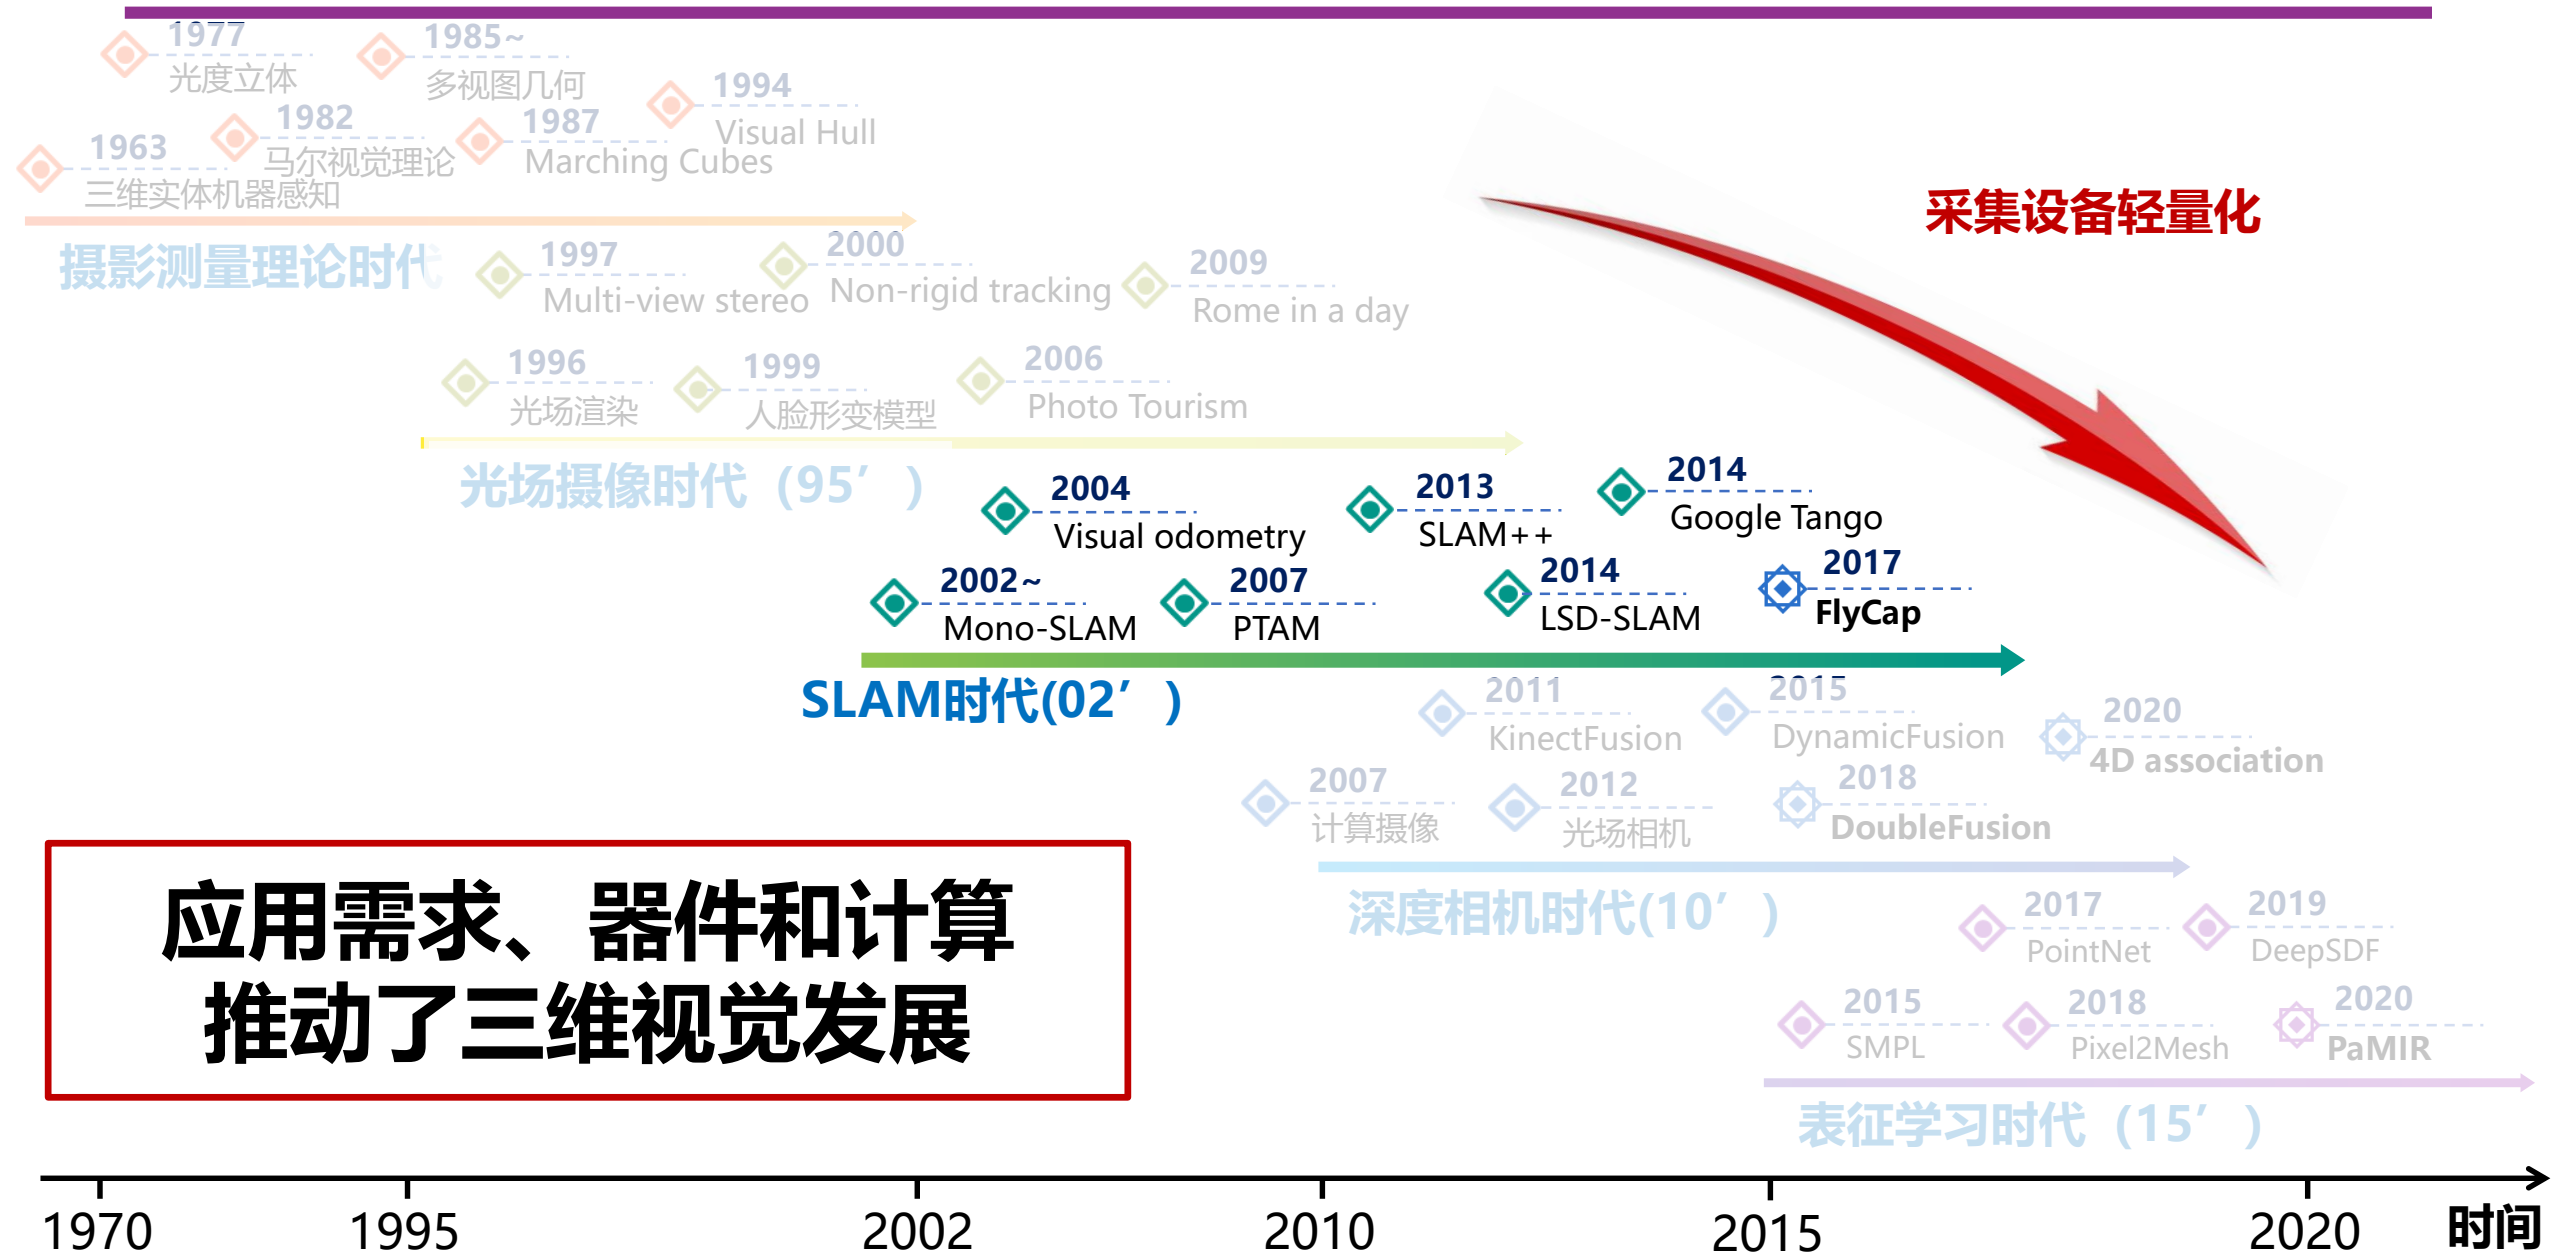 1977
光度立体
1985~
多视图几何
1994
Visual Hull
1982
马尔视觉理论
1987
Marching Cubes
1963
三维实体机器感知
摄影测量理论时代
采集设备轻量化
1997
Multi-view stereo
2000
Non-rigid tracking
2009
Rome in a day
1996
光场渲染
1999
人脸形变模型
2006
Photo Tourism
光场摄像时代（95’）
2004
Visual odometry
2013
SLAM++
2014
Google Tango
2002~
Mono-SLAM
2007
PTAM
2014
LSD-SLAM
2017
FlyCap
SLAM时代(02’)
2011
KinectFusion
2015
DynamicFusion
2020
4D association
2007
计算摄像
2012
光场相机
2018
DoubleFusion
深度相机时代(10’)
应用需求、器件和计算
推动了三维视觉发展
2017
PointNet
2019
DeepSDF
2015
SMPL
2018
Pixel2Mesh
2020
PaMIR
表征学习时代（15’）
1970
1995
2002
2010
2015
2020
时间